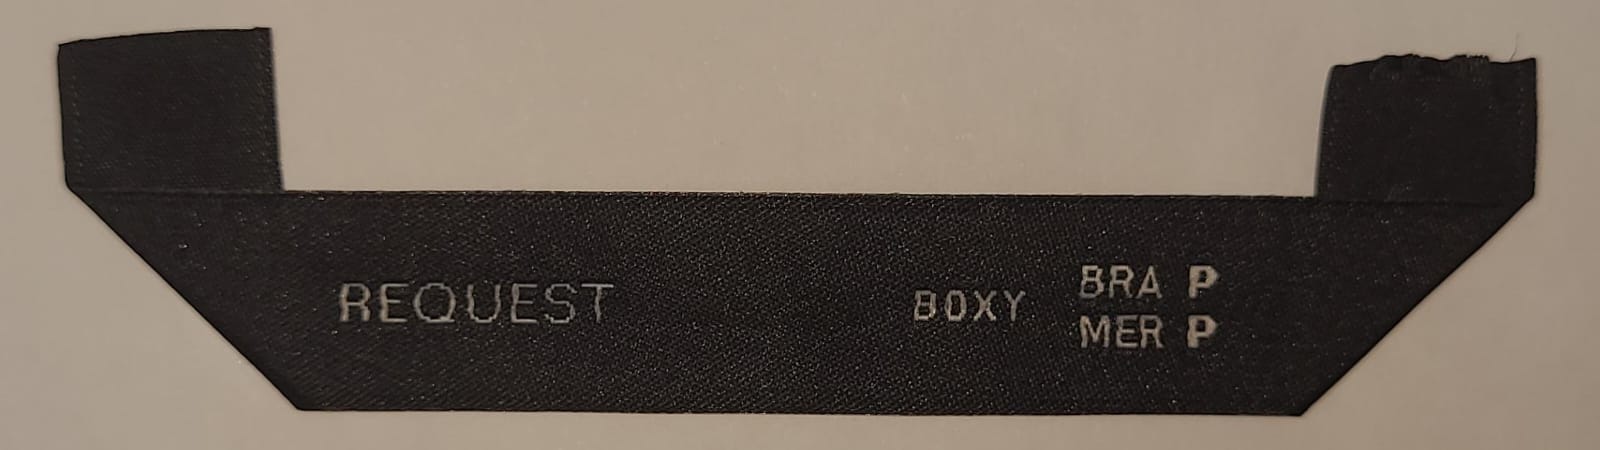 REQUEST BOXY BRA P
MER P